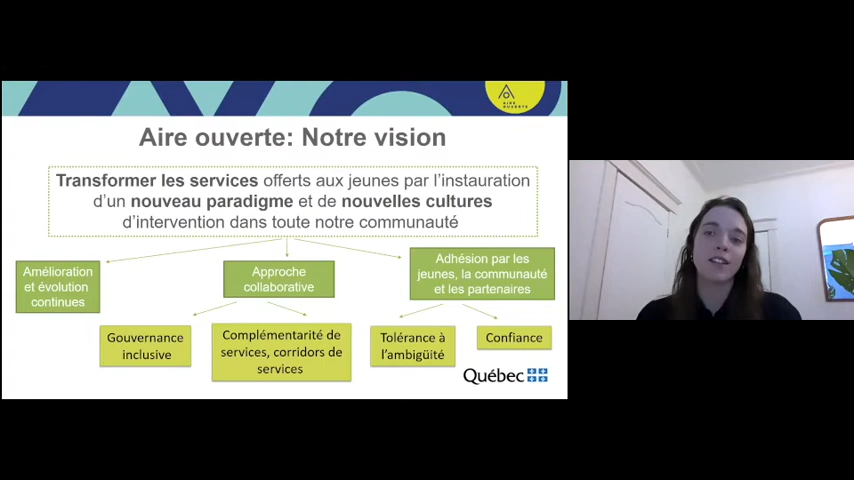 AIRE
OUVERTE
Aire ouverte: Notre vision
Transformer les services offerts aux jeunes par l'instauration
d'un nouveau paradigme et de nouvelles cultures
d'intervention dans toute notre communauté
Amélioration
et évolution
continues
Approche
collaborative
Adhésion par les
jeunes, la communauté
et les partenaires
Gouvernance
inclusive
Complémentarité de
services, corridors de
services
Tolérance à
l'ambigüité
Confiance
Québec